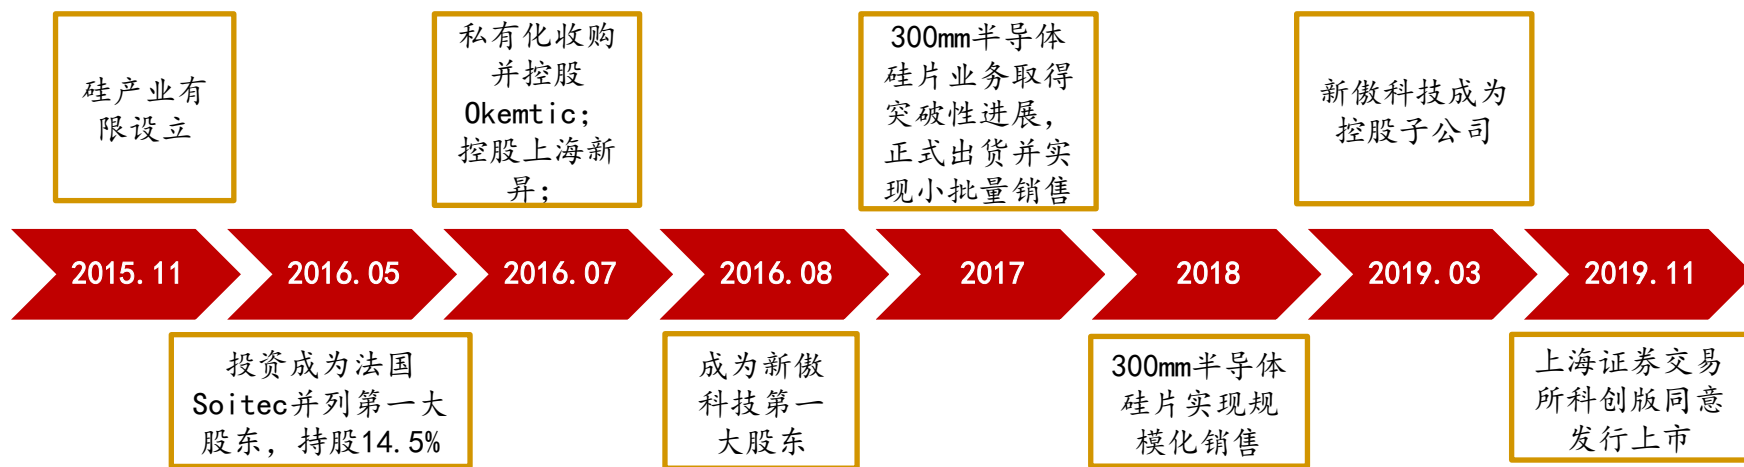 硅产业有
限设立
私有化收购
并控股
Okemtic;
控股上海新
昇;
300mm半导体
硅片业务取得
突破性进展,
正式出货并实
现小批量销售
新傲科技成为
控股子公司
2015.11
2016.05
2016.07
2016.08
2017
2018
2019.03
2019.11
投资成为法国
Soitec并列第一大
股东, 持股14.5%
成为新傲
科技第一
大股东
300mm半导体
硅片实现规
模化销售
上海证券交易
所科创版同意
发行上市